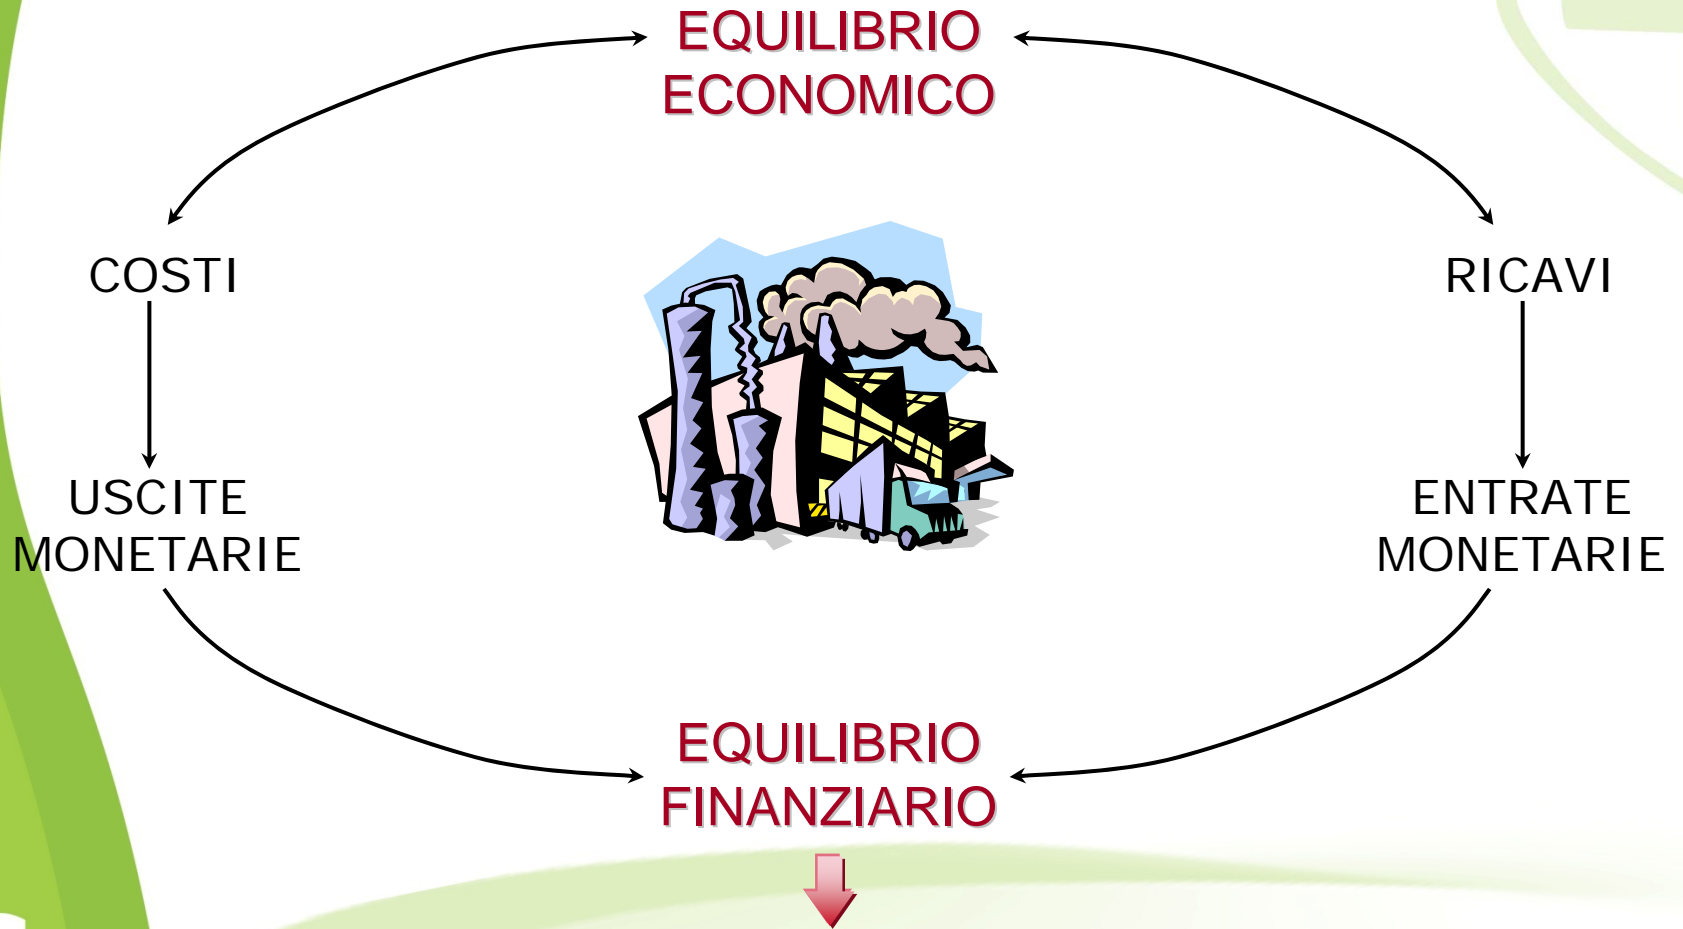 EQUILIBRIO
ECONOMICO
COSTI
RICAVI
USCITE
MONETARIE
ENTRATE
MONETARIE
EQUILIBRIO
FINANZIARIO